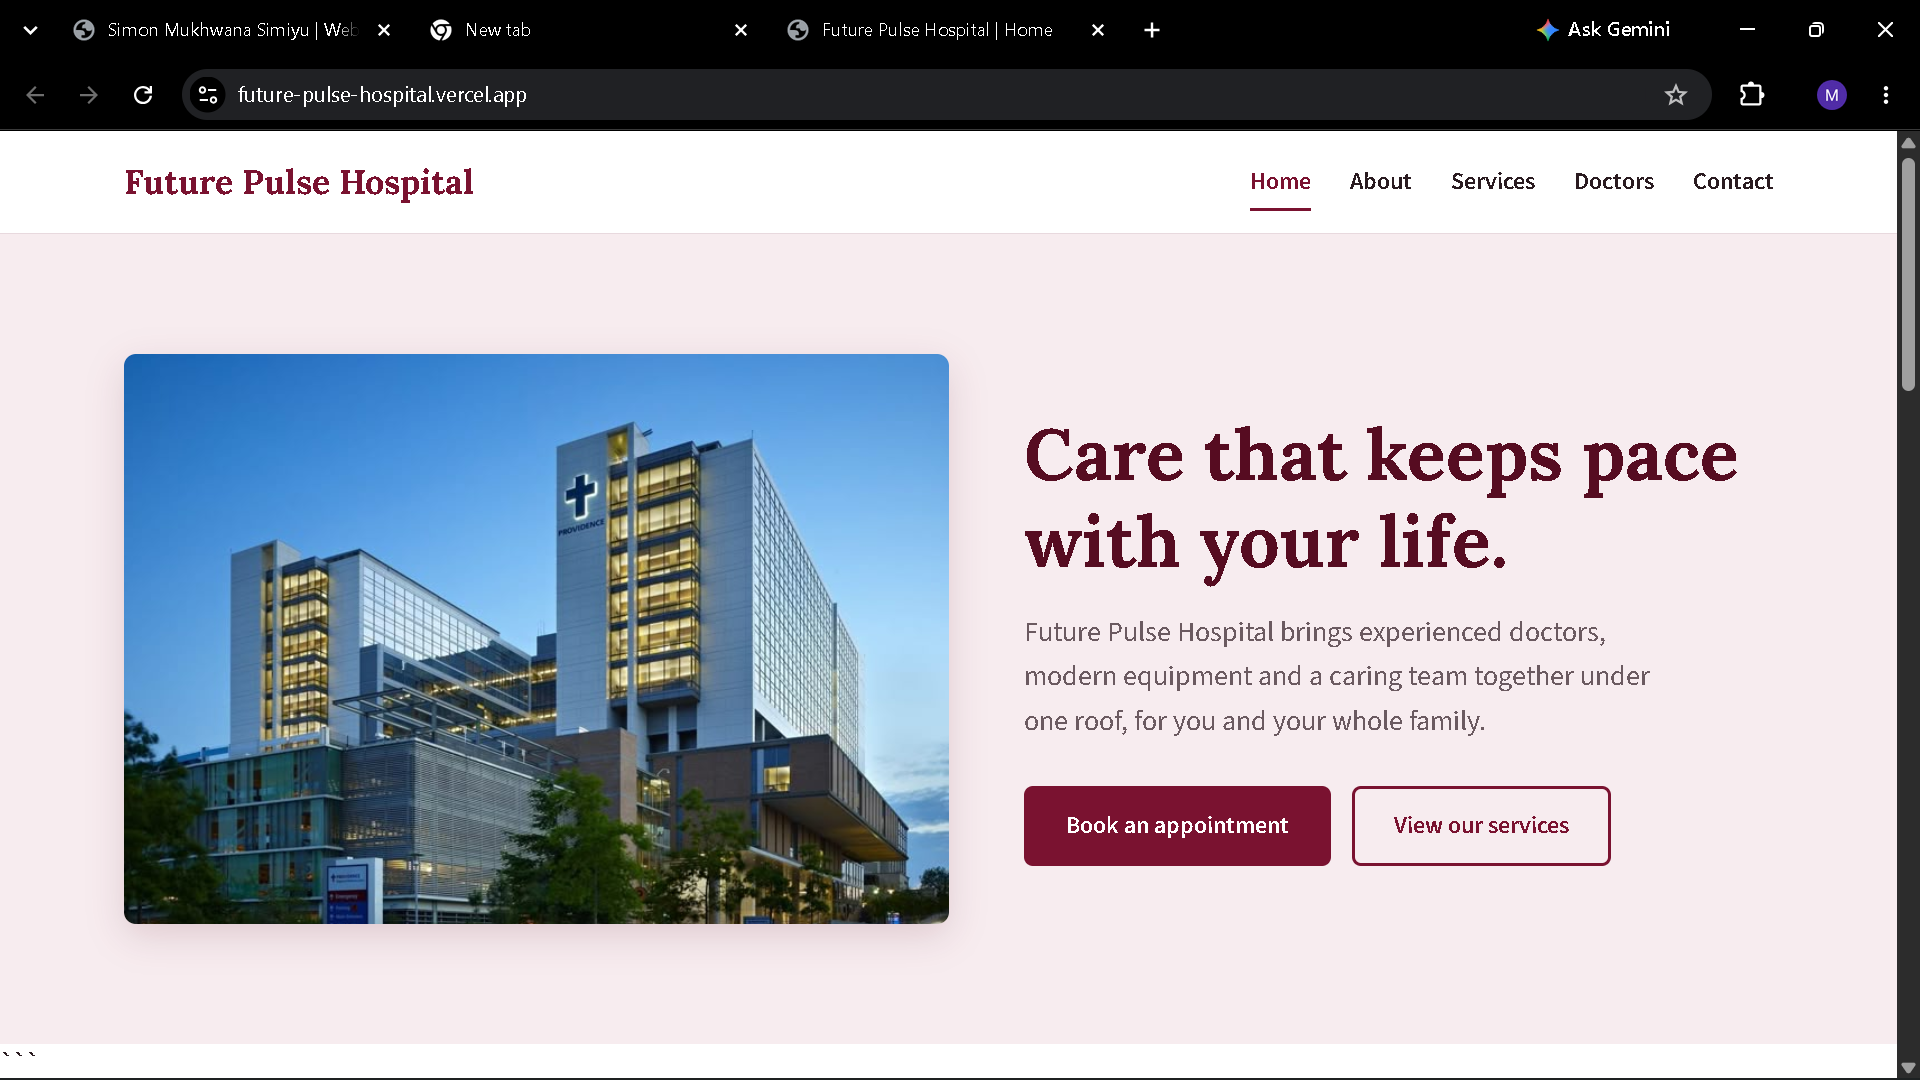 Simon Mukhwana Simiyu | Web
New tab
Future Pulse Hospital | Home
Ask Gemini
future-pulse-hospital.vercel.app
M
Future Pulse Hospital
Home
About
Services
Doctors
Contact
PROVIDENCE
Care that keeps pace
with your life.
Future Pulse Hospital brings experienced doctors,
modern equipment and a caring team together under
one roof, for you and your whole family.
Emergency
Book an appointment
View our services
```